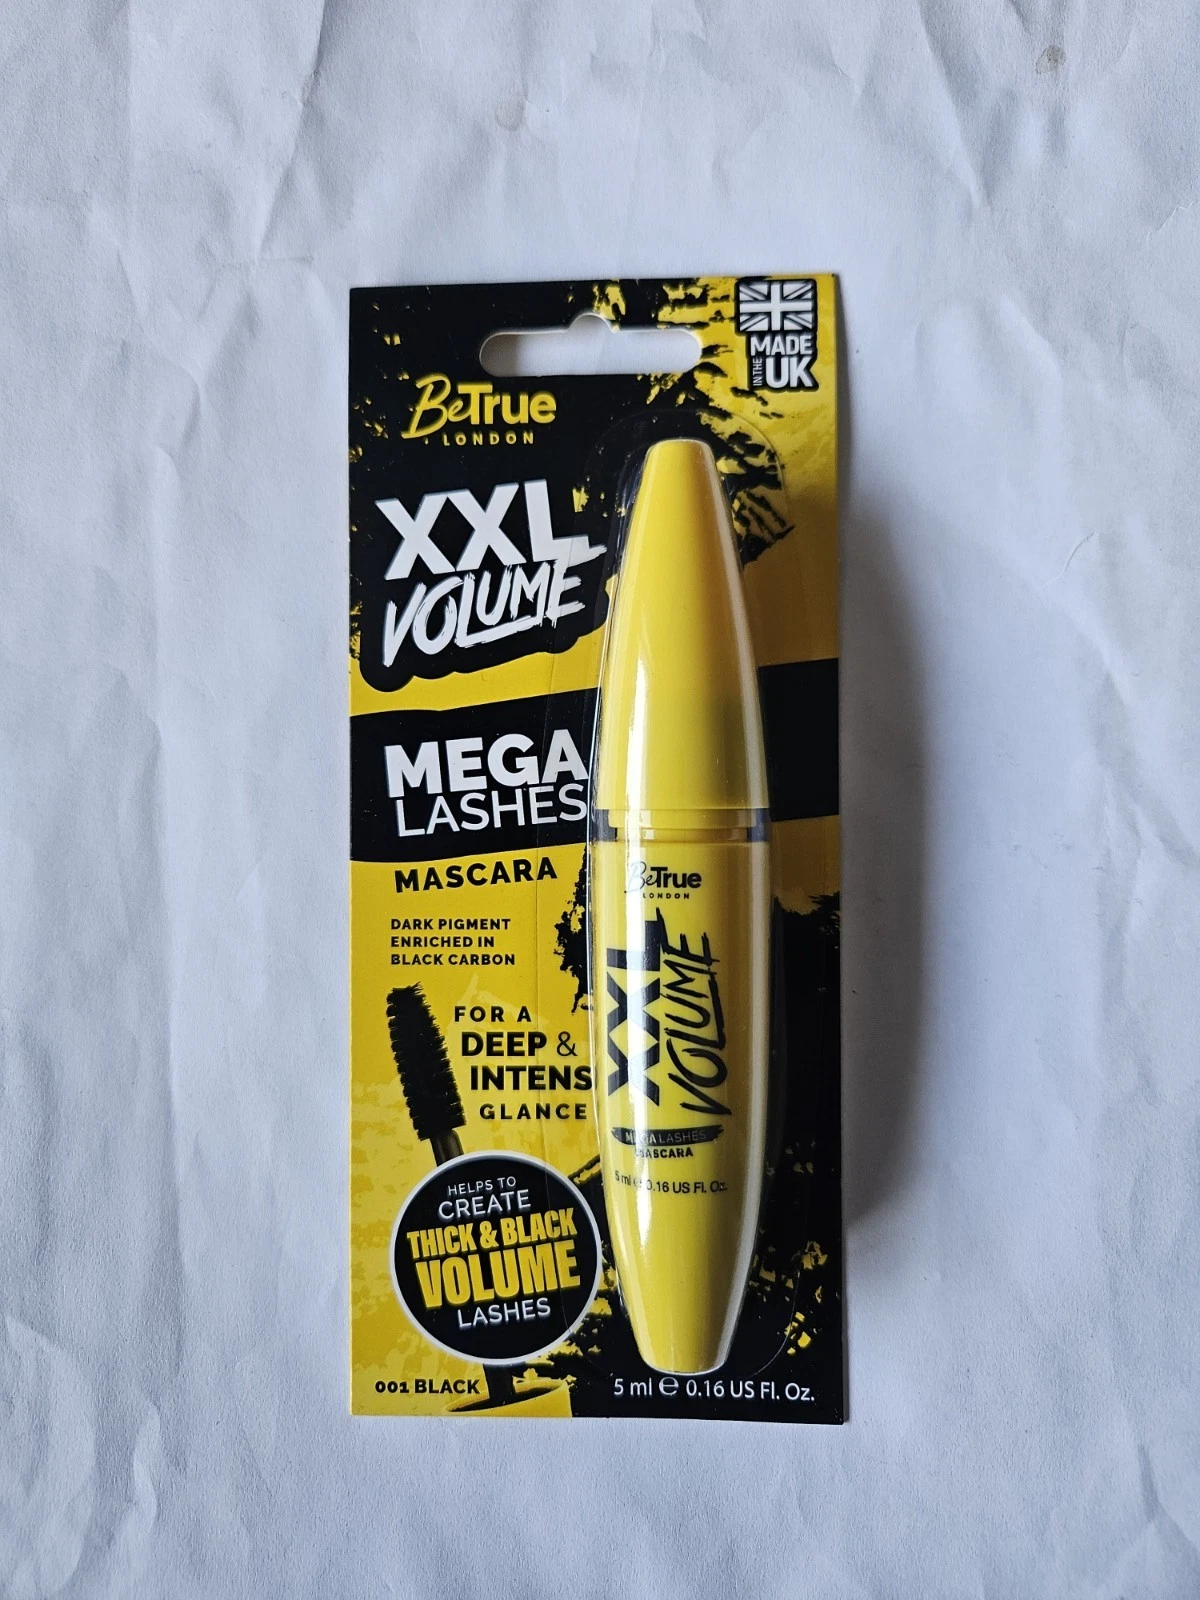 MADE
IN THE UK
BeTrue
LONDON
XXL
VOLUME
MEGA
LASHES
MASCARA
DARK PIGMENT
ENRICHED IN
BLACK CARBON
FOR A
DEEP &
INTENS
GLANCE
HELPS TO
CREATE
THICK & BLACK
VOLUME
LASHES
001 BLACK
5 ml ℮ 0.16 US Fl. Oz.
BeTrue
LONDON
XXL
VOLUME
MEGA LASHES
MASCARA
5 ml ℮ 0.16 US Fl. Oz.